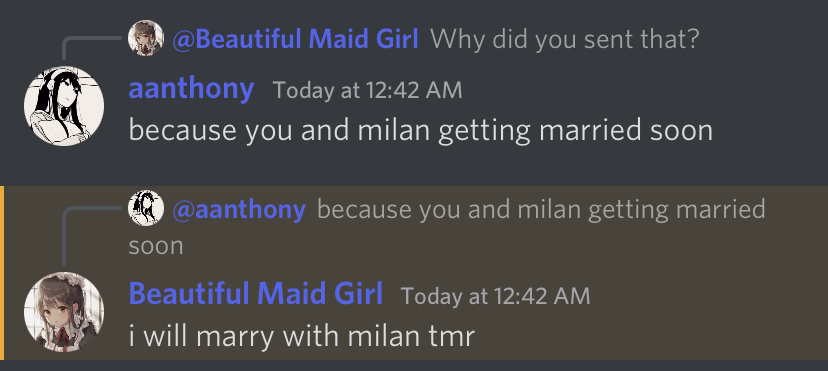 @Beautiful Maid Girl Why did you sent that?
aanthony Today at 12:42 AM
because you and milan getting married soon
@aanthony because you and milan getting married
soon
Beautiful Maid Girl Today at 12:42 AM
i will marry with milan tmr